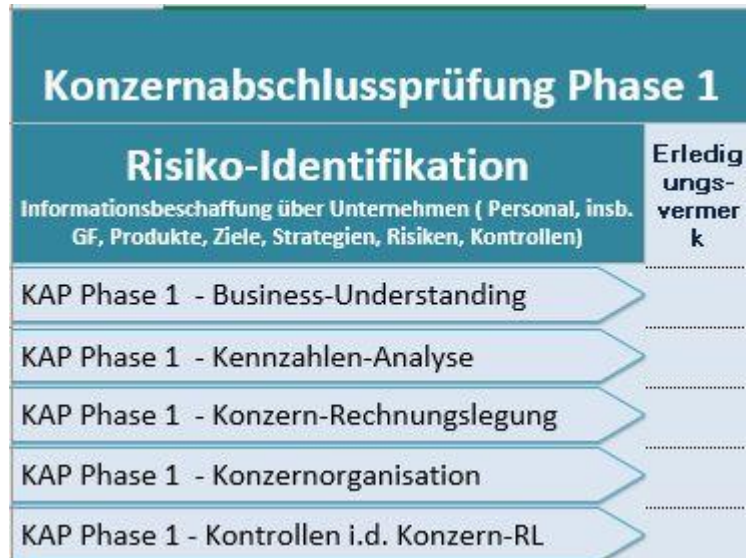 Konzernabschlussprüfung Phase 1
Risiko-Identifikation
Informationsbeschaffung über Unternehmen ( Personal, insb.
GF, Produkte, Ziele, Strategien, Risiken, Kontrollen)
Erledig
ungs-
vermer
k
KAP Phase 1  - Business-Understanding
KAP Phase 1  - Kennzahlen-Analyse
KAP Phase 1  - Konzern-Rechnungslegung
KAP Phase 1  - Konzernorganisation
KAP Phase 1 - Kontrollen i.d. Konzern-RL